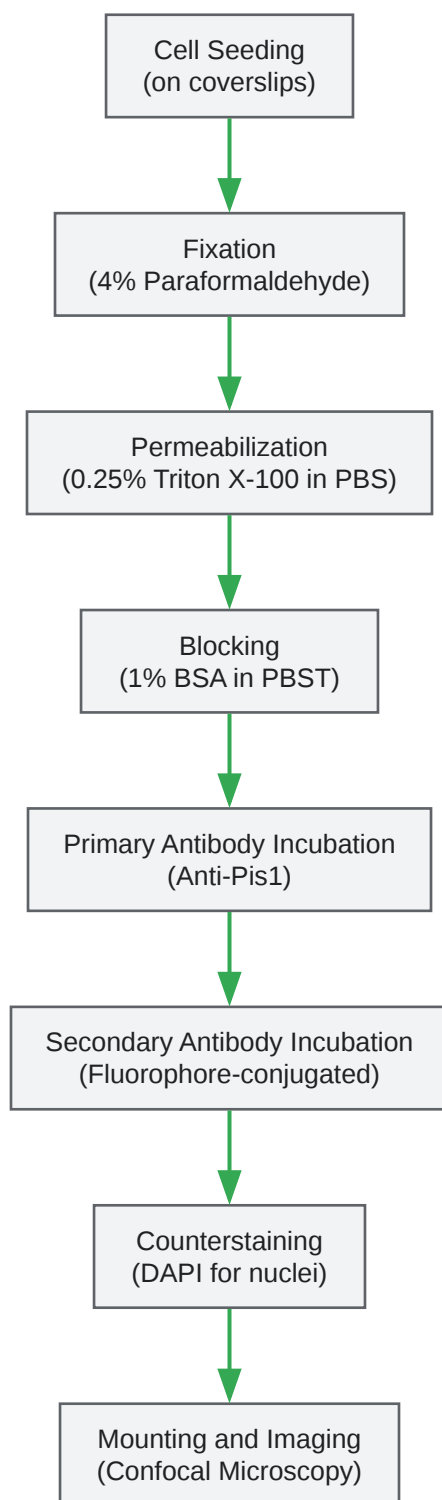 Cell Seeding
(on coverslips)
Fixation
(4% Paraformaldehyde)
Permeabilization
(0.25% Triton X-100 in PBS)
Blocking
(1% BSA in PBST)
Primary Antibody Incubation
(Anti-Pis1)
Secondary Antibody Incubation
(Fluorophore-conjugated)
Counterstaining
(DAPI for nuclei)
Mounting and Imaging
(Confocal Microscopy)